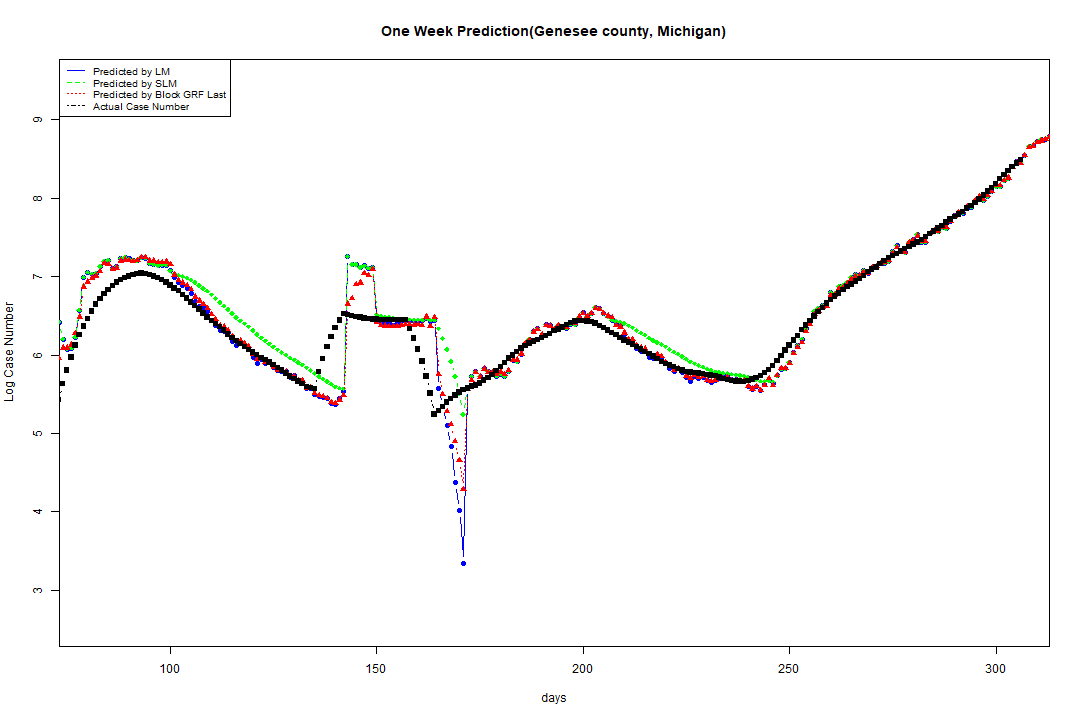 One Week Prediction(Genesee county, Michigan)
Predicted by LM
Predicted by SLM
Predicted by Block GRF Last
Actual Case Number
9
8
7
6
5
4
3
Log Case Number
100 150 200 250 300
days